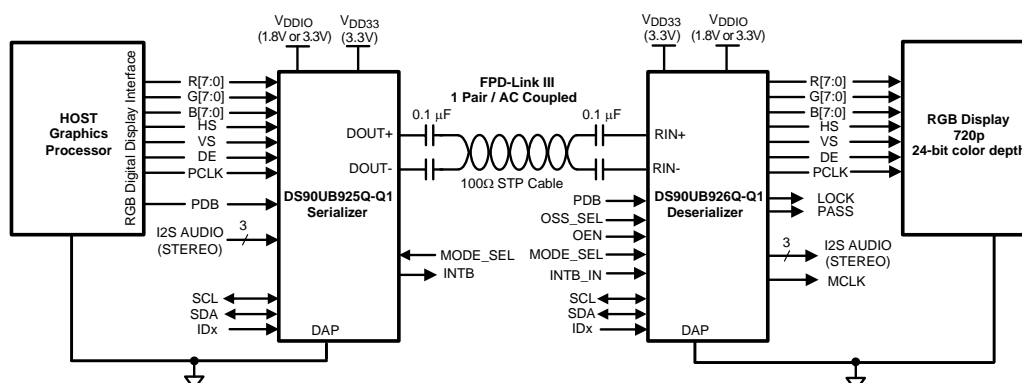 VDDIO
(1.8V or 3.3V)
VDD33
(3.3V)
HOST
Graphics
Processor
RGB Digital Display Interface
R[7:0]
G[7:0]
B[7:0]
HS
VS
DE
PCLK
PDB
I2S AUDIO
(STEREO)
3
SCL
SDA
IDx
DOUT+
DOUT-
DS90UB925Q-Q1
Serializer
DAP
MODE_SEL
INTB
FPD-Link III
1 Pair / AC Coupled
0.1 μF
0.1 μF
100Ω STP Cable
VDD33
(3.3V)
VDDIO
(1.8V or 3.3V)
RIN+
RIN-
PDB
OSS_SEL
OEN
MODE_SEL
INTB_IN
SCL
SDA
IDx
DS90UB926Q-Q1
Deserializer
DAP
R[7:0]
G[7:0]
B[7:0]
HS
VS
DE
PCLK
LOCK
PASS
3
I2S AUDIO
(STEREO)
MCLK
RGB Display
720p
24-bit color depth